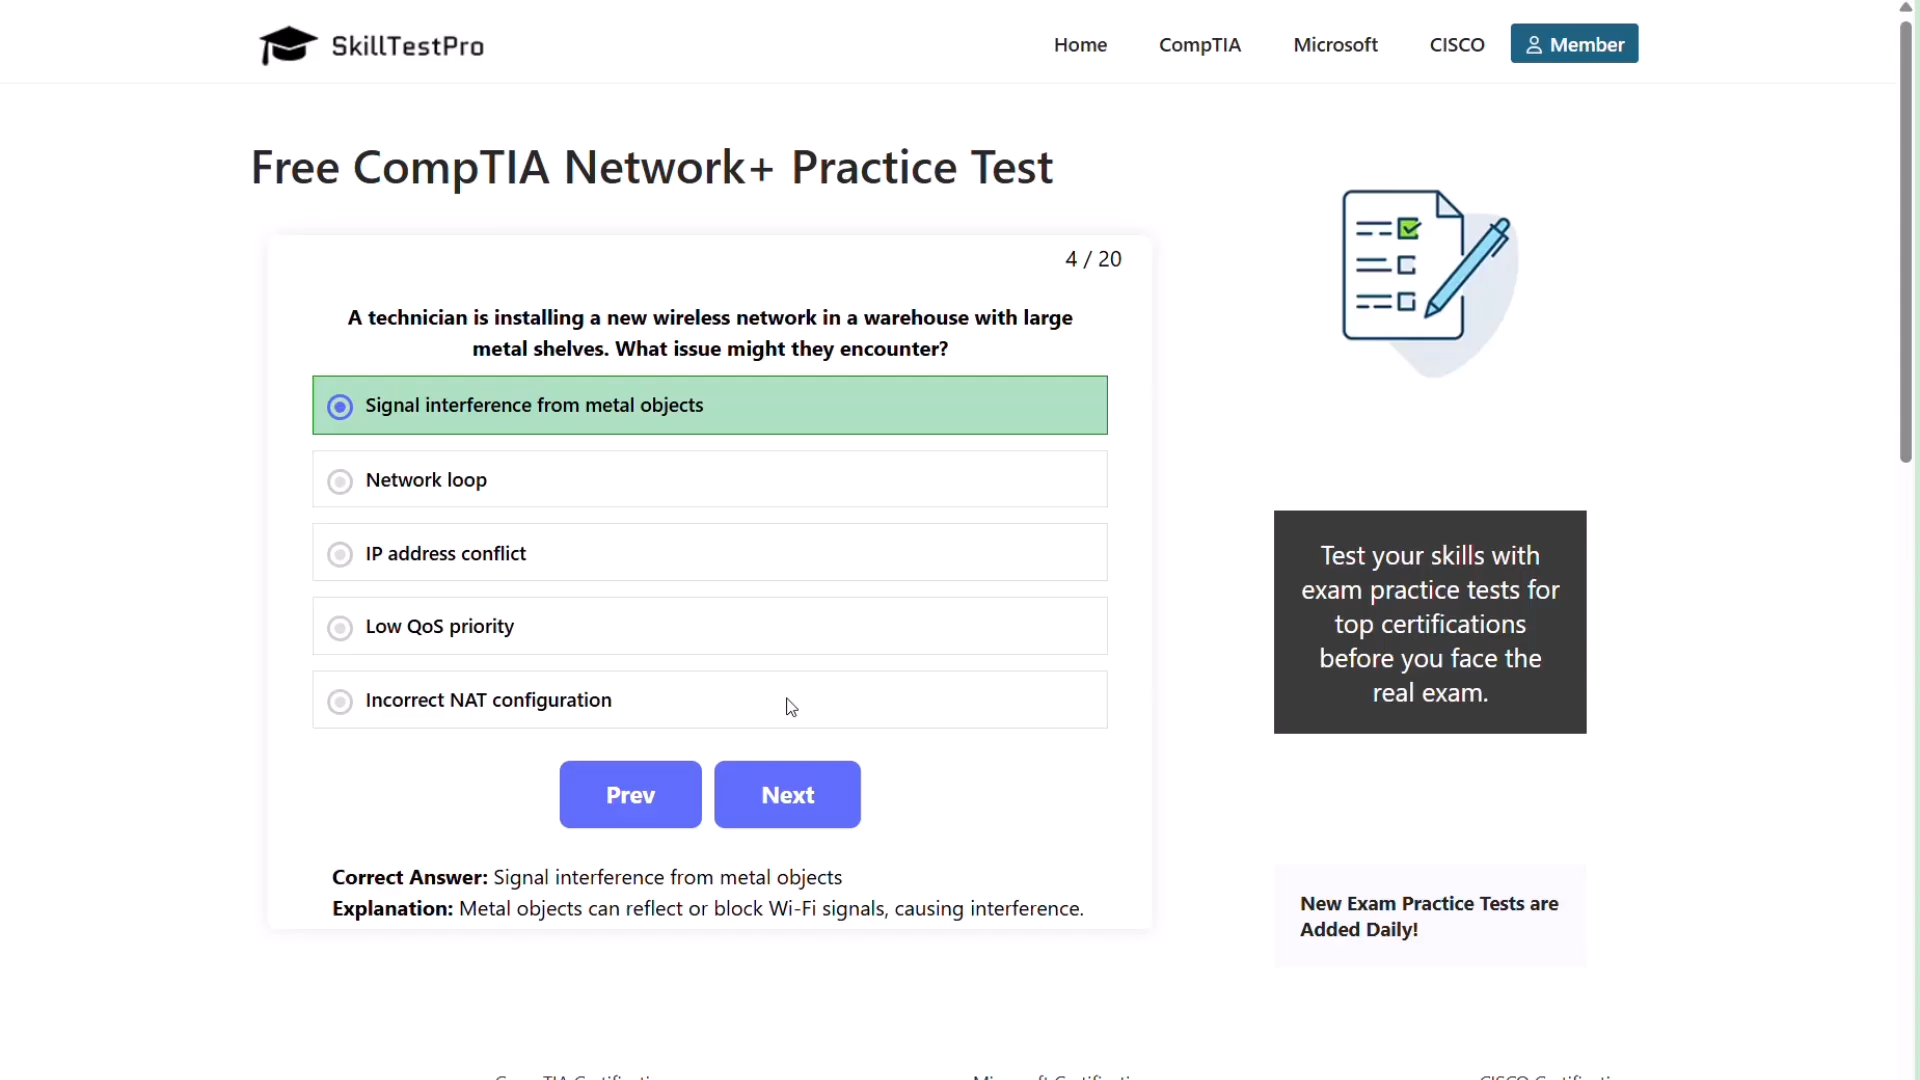 SkillTestPro
Home
CompTIA
Microsoft
CISCO
Member
Free CompTIA Network+ Practice Test
4 / 20
A technician is installing a new wireless network in a warehouse with large
metal shelves. What issue might they encounter?
Signal interference from metal objects
Network loop
IP address conflict
Low QoS priority
Incorrect NAT configuration
Prev
Next
Correct Answer: Signal interference from metal objects
Explanation: Metal objects can reflect or block Wi-Fi signals, causing interference.
Test your skills with
exam practice tests for
top certifications
before you face the
real exam.
New Exam Practice Tests are
Added Daily!